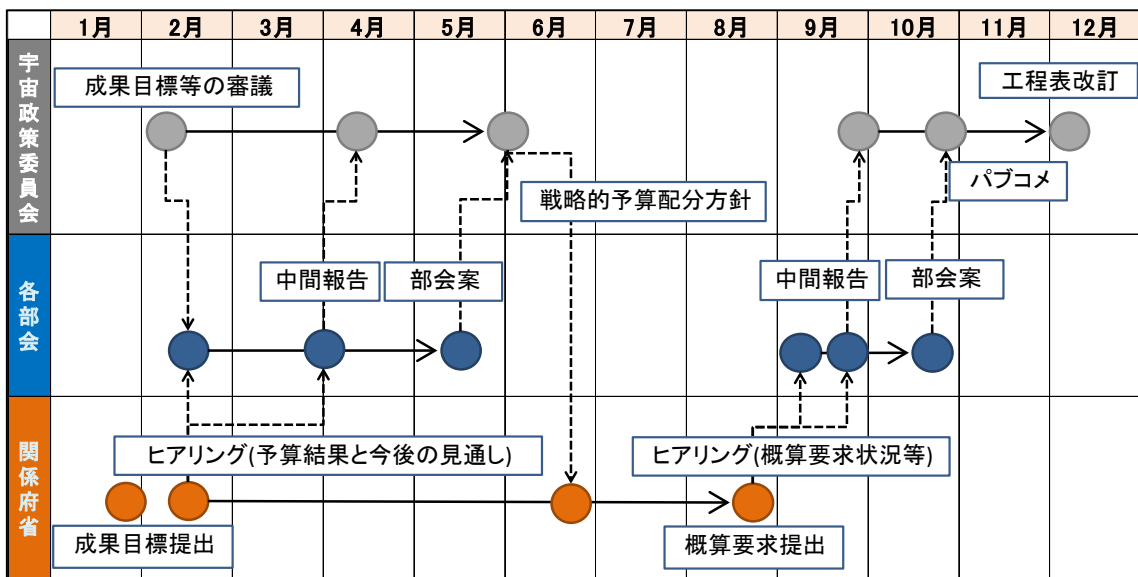 1月 2月 3月 4月 5月 6月 7月 8月 9月 10月 11月 12月
宇宙政策委員会
成果目標等の審議
工程表改訂
パブコメ
戦略的予算配分方針
各部会
中間報告
部会案
中間報告
部会案
関係府省
ヒアリング(予算結果と今後の見通し)
ヒアリング(概算要求状況等)
成果目標提出
概算要求提出